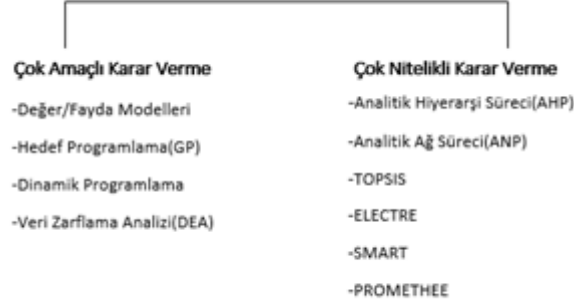 Çok Amaçlı Karar Verme
-Değer/Fayda Modelleri
-Hedef Programlama(GP)
-Dinamik Programlama
-Veri Zarflama Analizi(DEA)
Çok Nitelikli Karar Verme
-Analitik Hiyerarşi Süreci(AHP)
-Analitik Ağ Süreci(ANP)
-TOPSIS
-ELECTRE
-SMART
-PROMETHEE